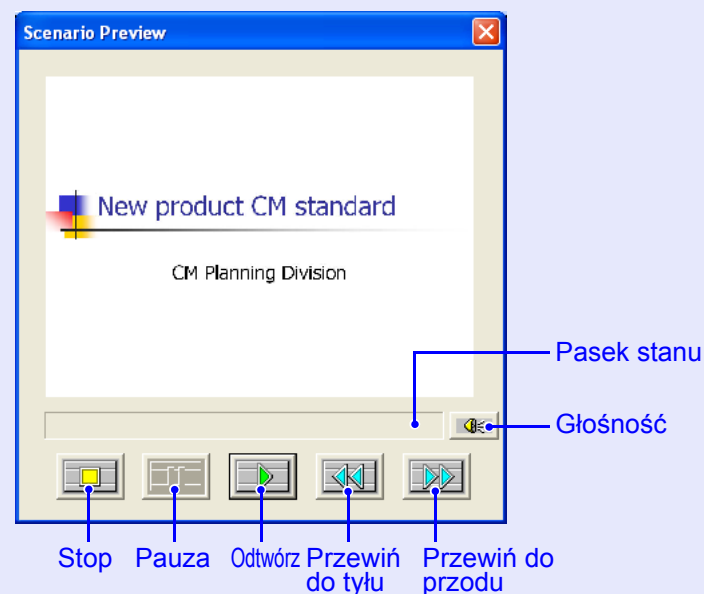 Scenario Preview
New product CM standard
CM Planning Division
Pasek stanu
Głośność
Stop
Pauza
Odtwórz
Przewiń
do tyłu
Przewiń do
przodu